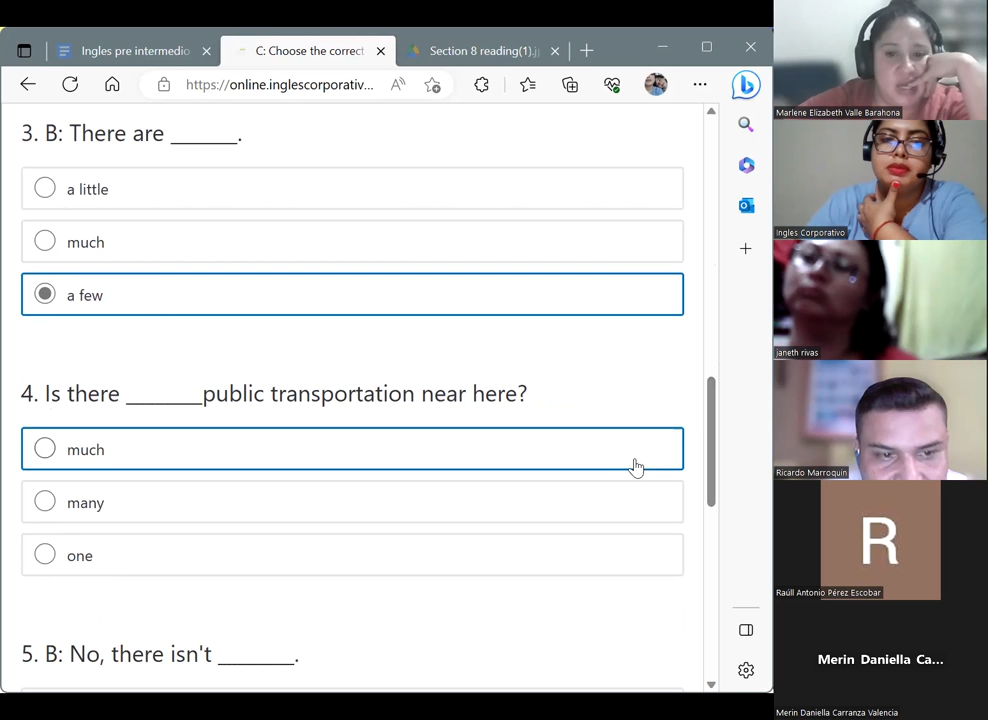 Ingles pre intermedio
C: Choose the correct
Section 8 reading(1).j
https://online.inglescorporativ...
3. B: There are _______.
a little
much
a few
4. Is there ________public transportation near here?
much
many
one
5. B: No, there isn't ________.
Marlene Elizabeth Valle Barahona
Ingles Corporativo
janeth rivas
Ricardo Marroquin
R
Raúll Antonio Pérez Escobar
Merin Daniella Ca...
Merin Daniella Carranza Valencia